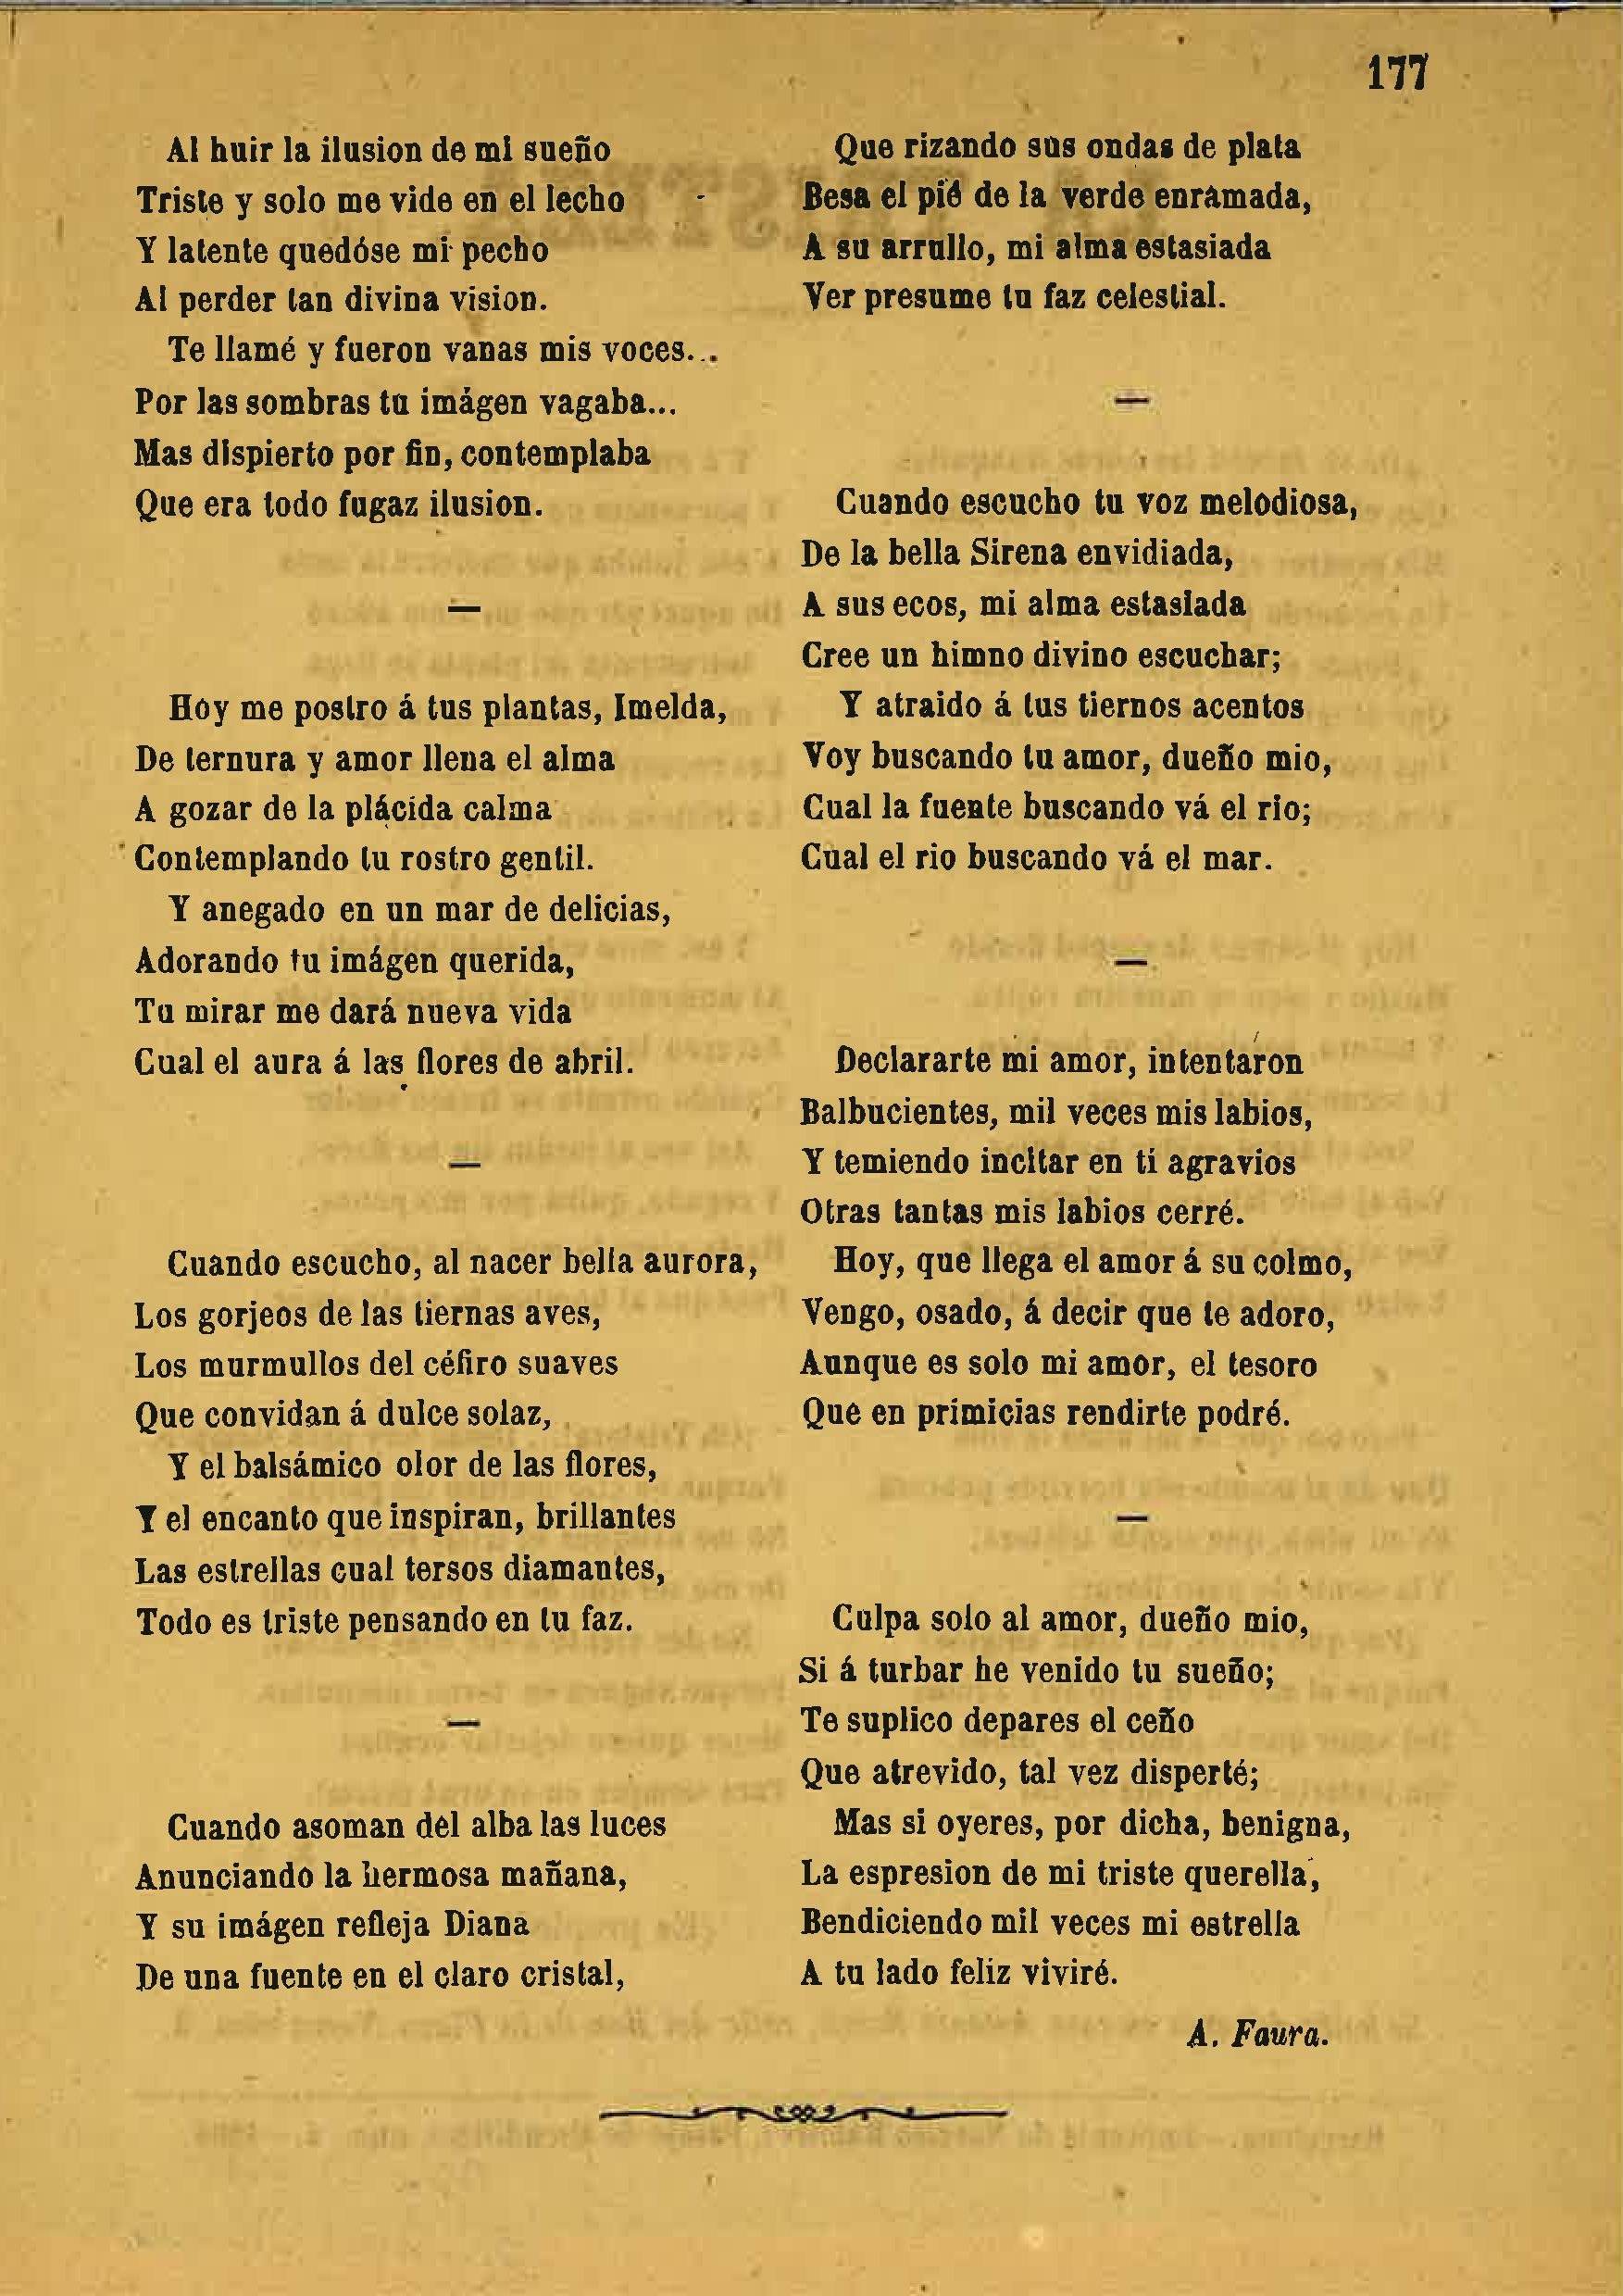 177
Al huir la ilusion de mi sueño
Triste y solo me vide en el lecho
Y latente quedóse mi pecho
Al perder tan divina vision.
Te llamé y fueron vanas mis voces...
Por las sombras tu imágen vagaba...
Mas dispierto por fin, contemplaba
Que era todo fugaz ilusion.
—
Hoy me postro á tus plantas, Imelda,
De ternura y amor llena el alma
A gozar de la plácida calma
Contemplando tu rostro gentil.
Y anegado en un mar de delicias,
Adorando tu imágen querida,
Tu mirar me dará nueva vida
Cual el aura á las flores de abril.
—
Cuando escucho, al nacer bella aurora,
Los gorjeos de las tiernas aves,
Los murmullos del céfiro suaves
Que convidan á dulce solaz,
Y el balsámico olor de las flores,
Y el encanto que inspiran, brillantes
Las estrellas cual tersos diamantes,
Todo es triste pensando en tu faz.
—
Cuando asoman del alba las luces
Anunciando la hermosa mañana,
Y su imágen refleja Diana
De una fuente en el claro cristal,
Que rizando sus ondas de plata
Besa el pié de la verde enramada,
A su arrullo, mi alma estasiada
Ver presume tu faz celestial.
—
Cuando escucho tu voz melodiosa,
De la bella Sirena envidiada,
A sus ecos, mi alma estasiada
Cree un himno divino escuchar;
Y atraido á tus tiernos acentos
Voy buscando tu amor, dueño mio,
Cual la fuente buscando vá el rio;
Cual el rio buscando vá el mar.
—
Declararte mi amor, intentaron
Balbucientes, mil veces mis labios,
Y temiendo incitar en ti agravios
Otras tantas mis labios cerré.
Hoy, que llega el amor á su colmo,
Vengo, osado, á decir que te adoro,
Aunque es solo mi amor, el tesoro
Que en primicias rendirte podré.
—
Culpa solo al amor, dueño mio,
Si á turbar he venido tu sueño;
Te suplico depares el ceño
Que atrevido, tal vez disperté;
Mas si oyeres, por dicha, benigna,
La espresion de mi triste querella,
Bendiciendo mil veces mi estrella
A tu lado feliz viviré.
A. Faura.